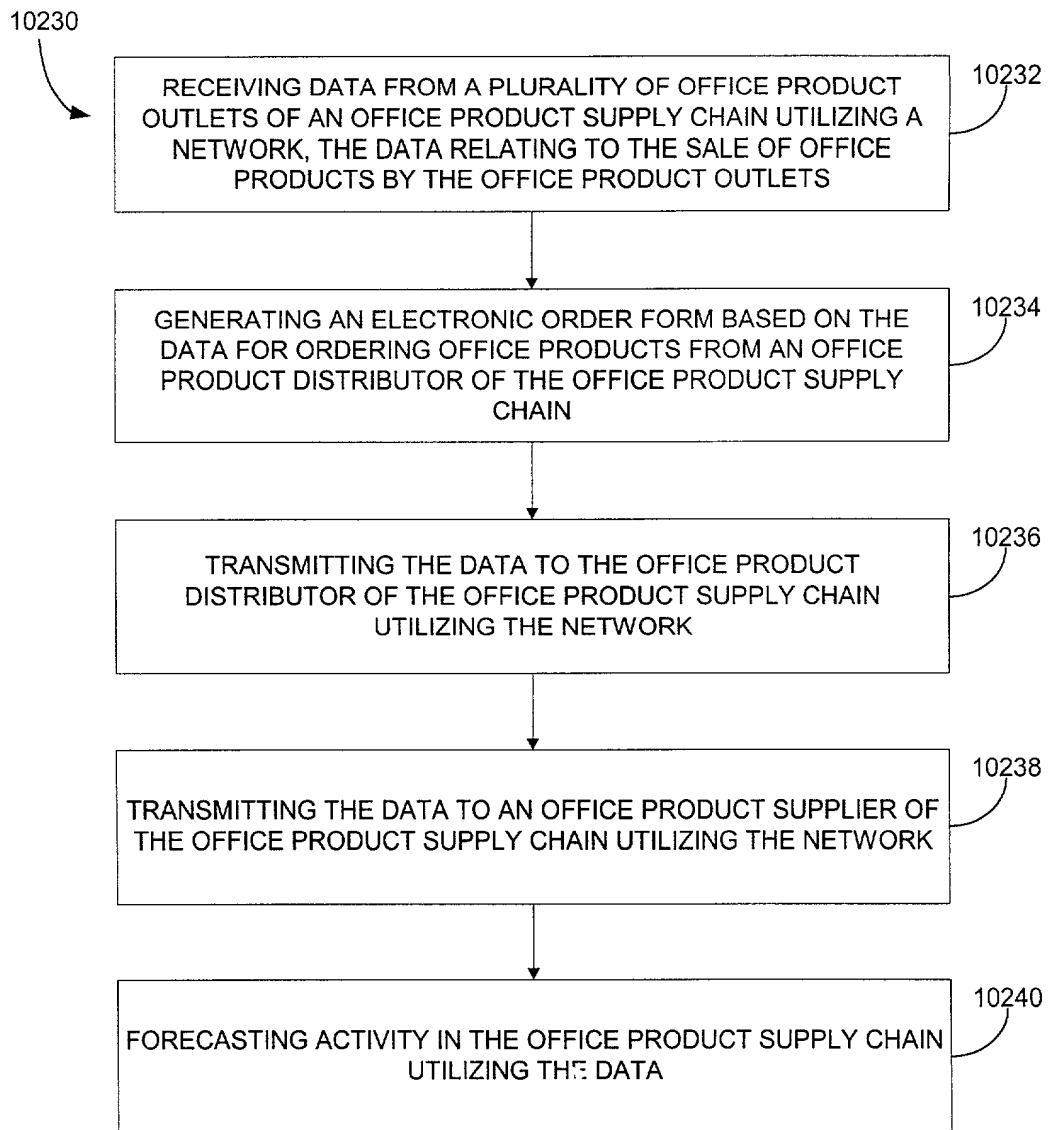 10230
RECEIVING DATA FROM A PLURALITY OF OFFICE PRODUCT
OUTLETS OF AN OFFICE PRODUCT SUPPLY CHAIN UTILIZING A
NETWORK, THE DATA RELATING TO THE SALE OF OFFICE
PRODUCTS BY THE OFFICE PRODUCT OUTLETS
10232
GENERATING AN ELECTRONIC ORDER FORM BASED ON THE
DATA FOR ORDERING OFFICE PRODUCTS FROM AN OFFICE
PRODUCT DISTRIBUTOR OF THE OFFICE PRODUCT SUPPLY
CHAIN
10234
TRANSMITTING THE DATA TO THE OFFICE PRODUCT
DISTRIBUTOR OF THE OFFICE PRODUCT SUPPLY CHAIN
UTILIZING THE NETWORK
10236
TRANSMITTING THE DATA TO AN OFFICE PRODUCT SUPPLIER OF
THE OFFICE PRODUCT SUPPLY CHAIN UTILIZING THE NETWORK
10238
FORECASTING ACTIVITY IN THE OFFICE PRODUCT SUPPLY CHAIN
UTILIZING THE DATA
10240